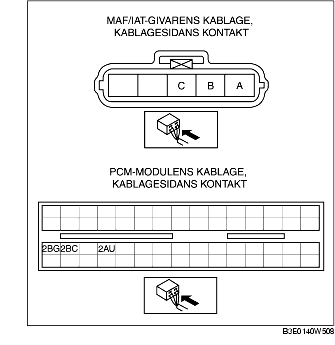 MAF/IAT-GIVARENS KABLAGE,
KABLAGESIDANS KONTAKT
C B A
PCM-MODULENS KABLAGE,
KABLAGESIDANS KONTAKT
2BG 2BC 2AU
B3E0140W508